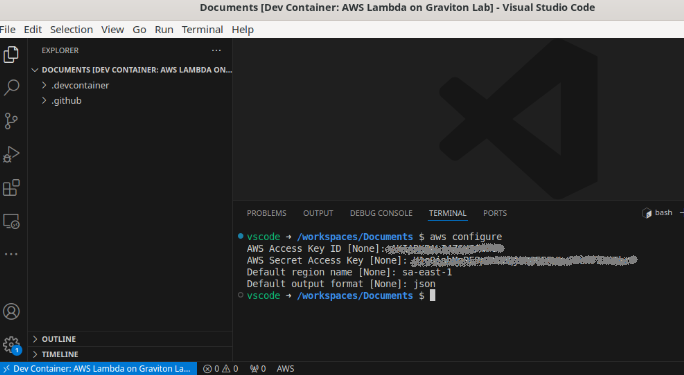 Documents [Dev Container: AWS Lambda on Graviton Lab] - Visual Studio Code
File Edit Selection View Go Run Terminal Help
EXPLORER
DOCUMENTS [DEV CONTAINER: AWS LAMBDA ON...
.devcontainer
.github
PROBLEMS OUTPUT DEBUG CONSOLE TERMINAL PORTS
bash
vscode → /workspaces/Documents $ aws configure
AWS Access Key ID [None]:
AWS Secret Access Key [None]:
Default region name [None]: sa-east-1
Default output format [None]: json
vscode → /workspaces/Documents $
OUTLINE
TIMELINE
1
Dev Container: AWS Lambda on Graviton La... 0 0 0 AWS